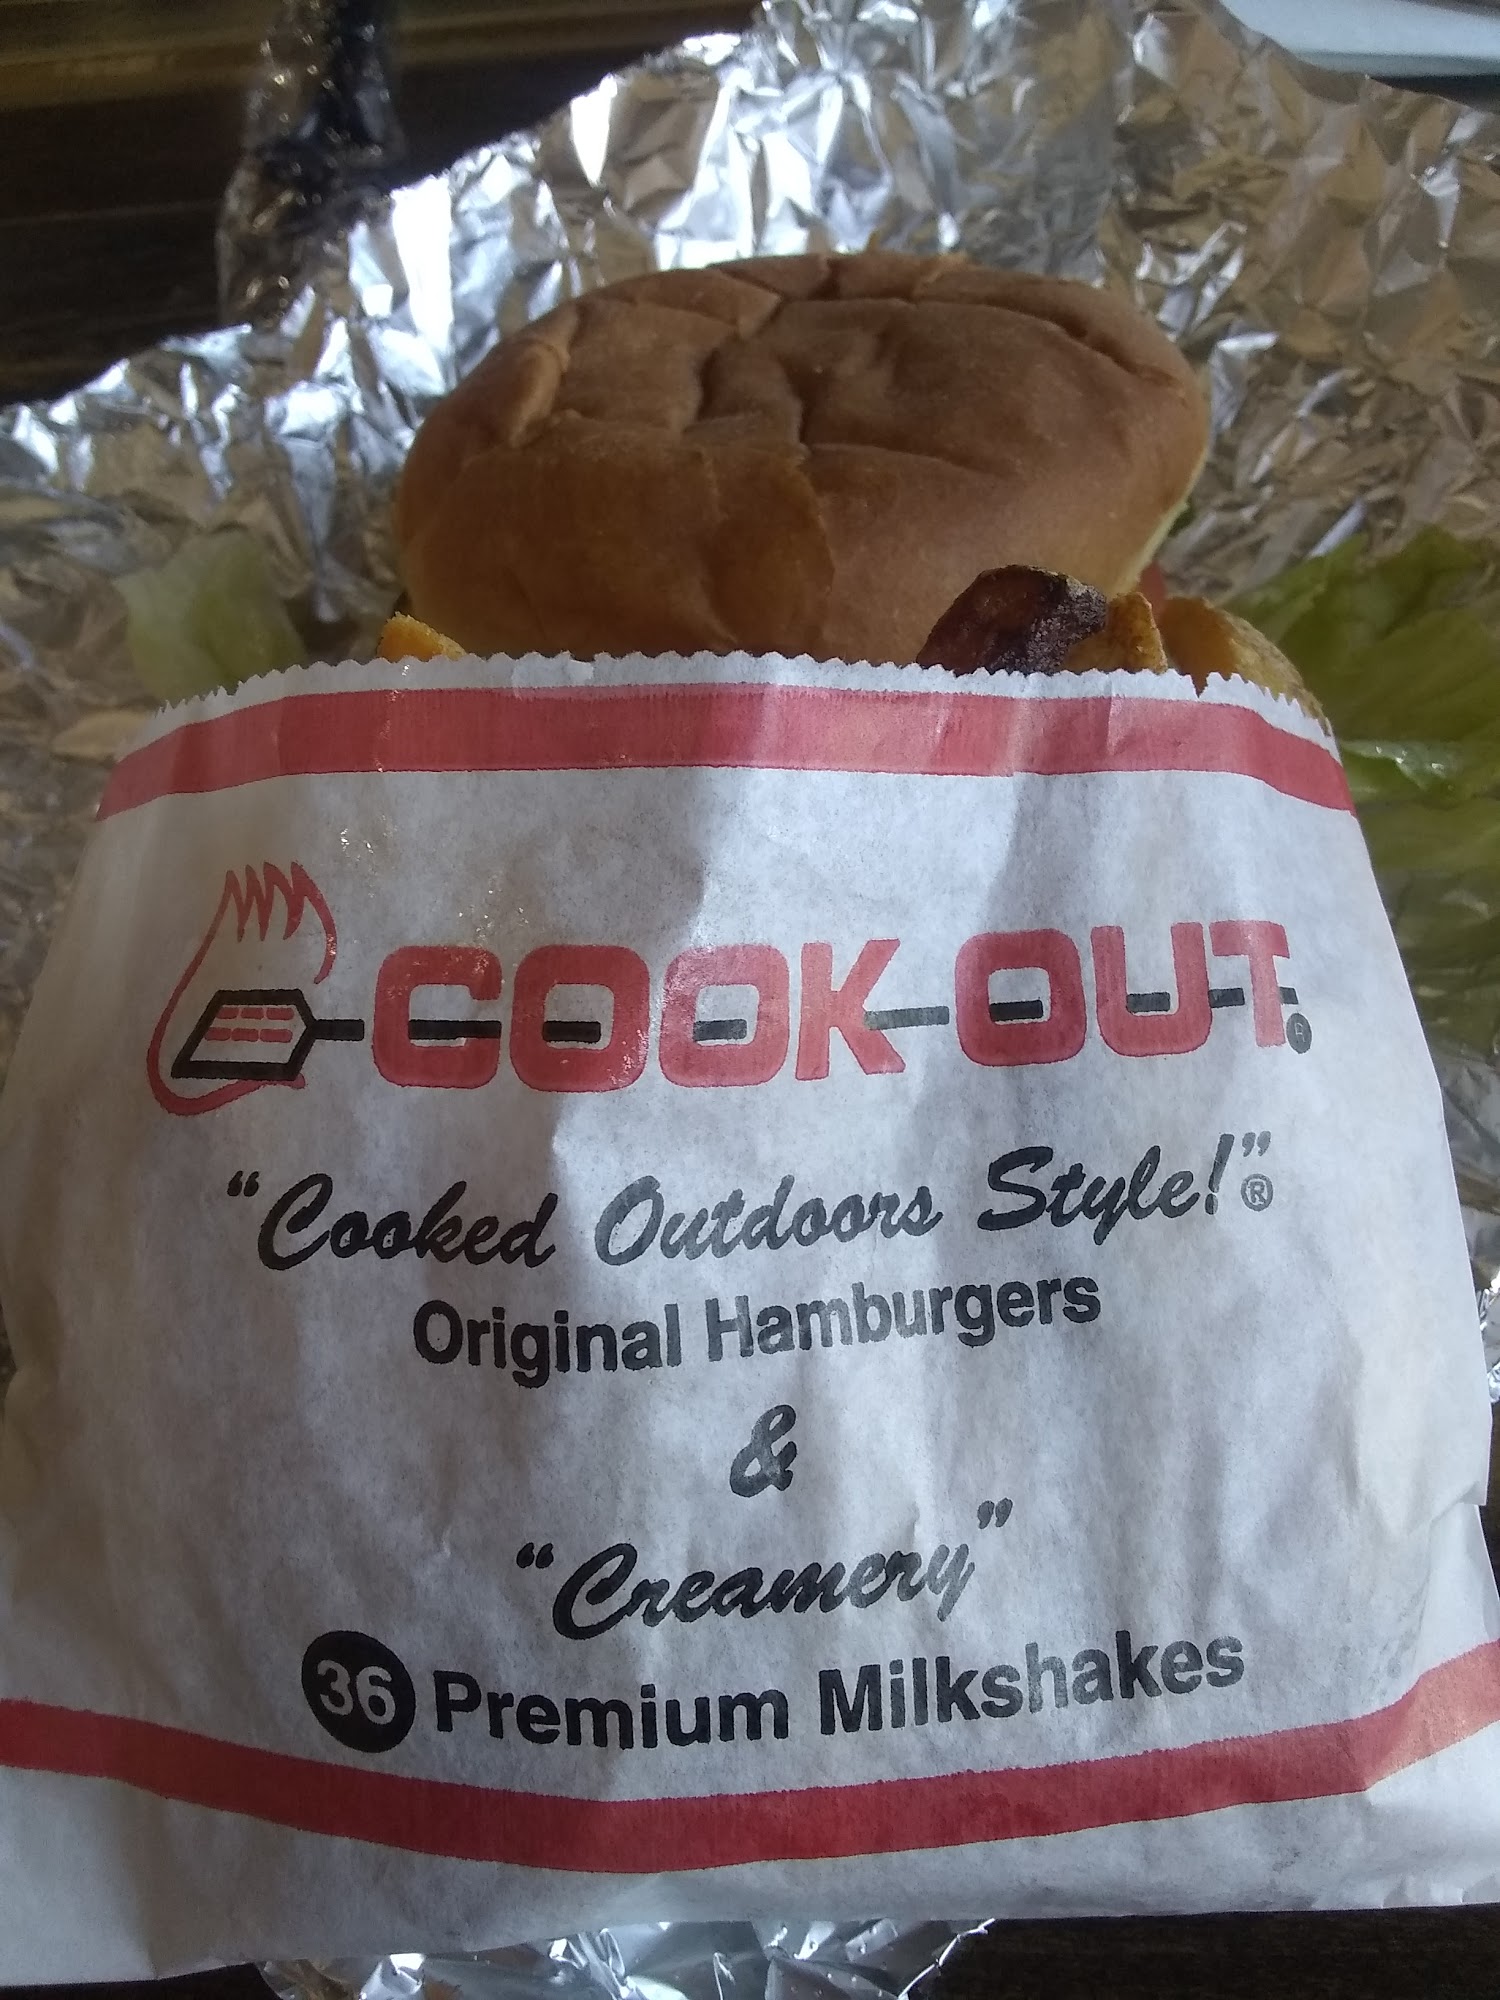 COOK OUT®
“Cooked Outdoors Style!”®
Original Hamburgers
&
“Creamery”
36 Premium Milkshakes